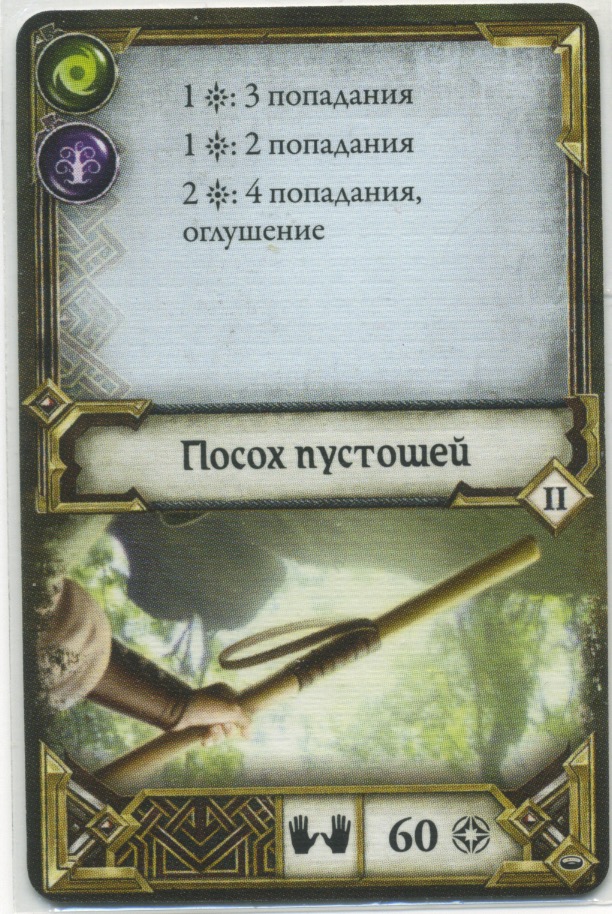 1 : 3 попадания
1 : 2 попадания
2 : 4 попадания,
оглушение
Посох пустошей
II
60